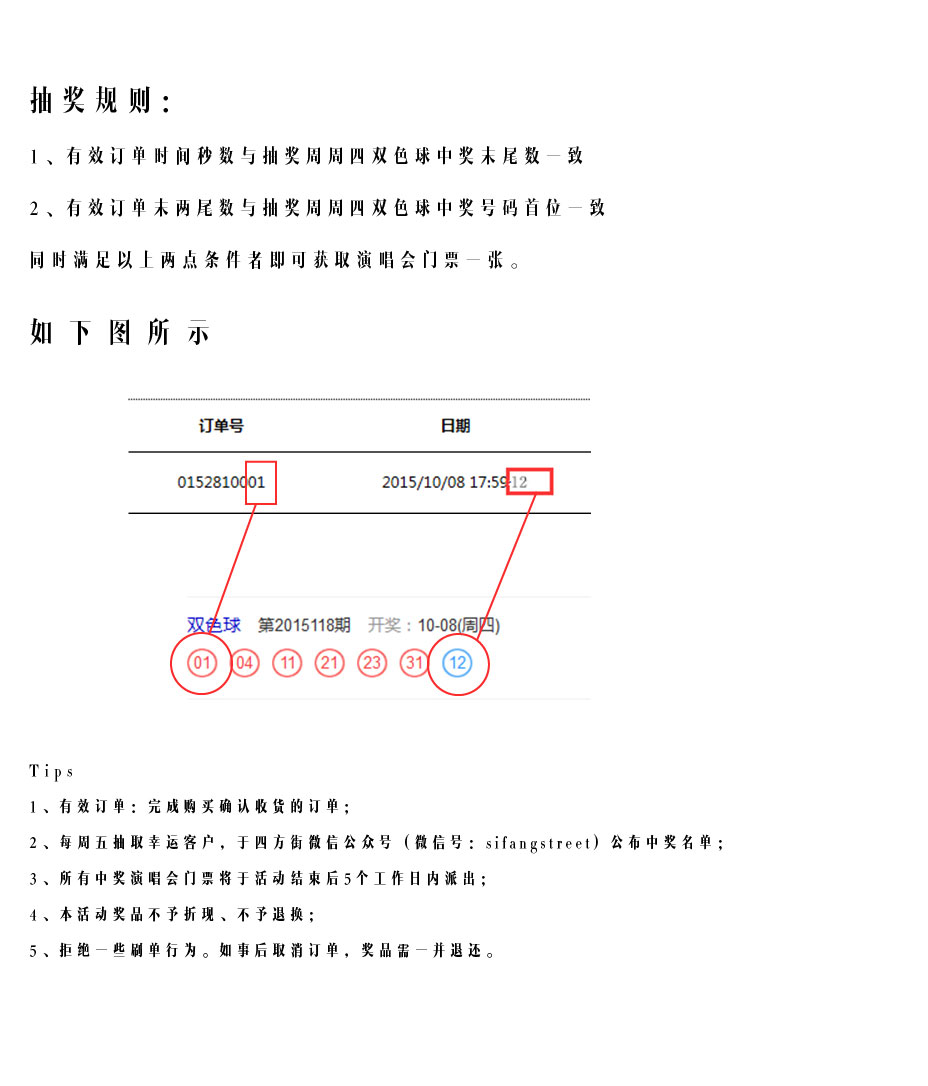 抽奖规则：
1、有效订单时间秒数与抽奖周周四双色球中奖末尾数一致
2、有效订单末两尾数与抽奖周周四双色球中奖号码首位一致
同时满足以上两点条件者即可获取演唱会门票一张。
如下图所示
订单号 日期
0152810001 2015/10/08 17:59:12
双色球 第2015118期 开奖：10-08(周四)
01 04 11 21 23 31 12
Tips
1、有效订单：完成购买确认收货的订单；
2、每周五抽取幸运客户，于四方街微信公众号（微信号：sifangstreet）公布中奖名单；
3、所有中奖演唱会门票将于活动结束后5个工作日内派出；
4、本活动奖品不予折现、不予退换；
5、拒绝一些刷单行为。如事后取消订单，奖品需一并退还。